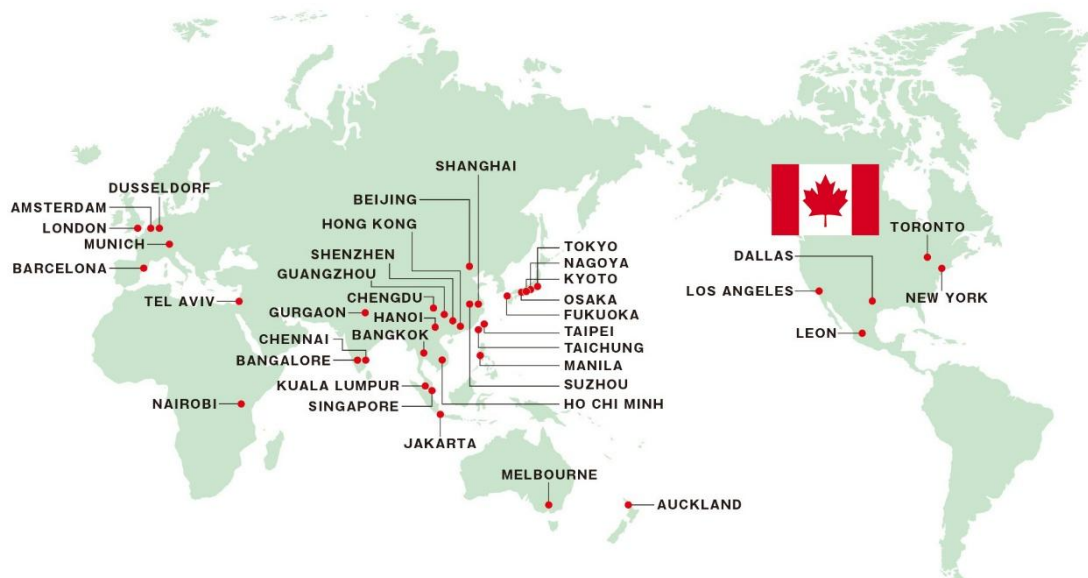 SHANGHAI
DUSSELDORF
BEIJING
AMSTERDAM
HONG KONG
LONDON
TORONTO
MUNICH
TOKYO
SHENZHEN
NAGOYA
DALLAS
BARCELONA
GUANGZHOU
KYOTO
LOS ANGELES
TEL AVIV
CHENGDU
OSAKA
NEW YORK
GURGAON
HANOI
FUKUOKA
CHENNAI
BANGKOK
TAIPEI
LEON
BANGALORE
TAICHUNG
MANILA
KUALA LUMPUR
SUZHOU
NAIROBI
SINGAPORE
HO CHI MINH
JAKARTA
MELBOURNE
AUCKLAND